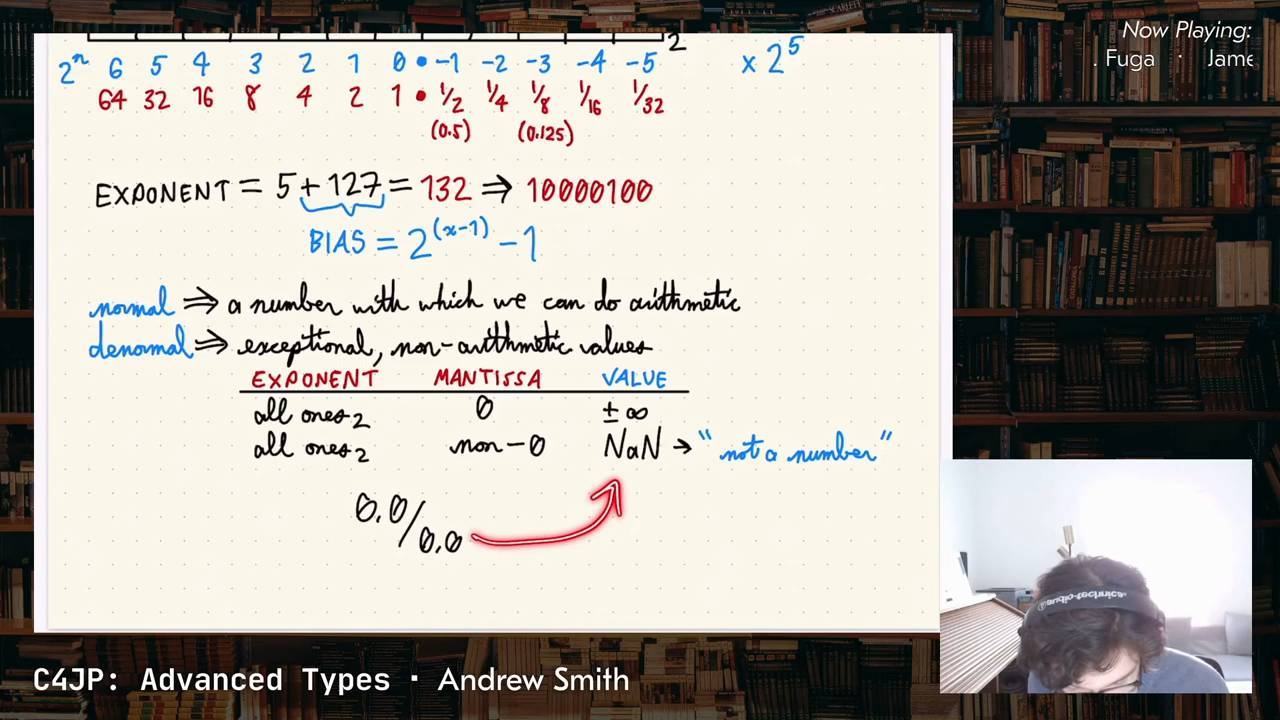 Now Playing:
. Fuga · Jame
2
2ⁿ 6 5 4 3 2 1 0 • -1 -2 -3 -4 -5
x 2⁵
64 32 16 8 4 2 1 • 1/2 1/4 1/8 1/16 1/32
(0.5) (0.125)
EXPONENT = 5 + 127 = 132 ⇒ 10000100
BIAS = 2^(x-1) - 1
normal ⇒ a number with which we can do arithmetic
denormal ⇒ exceptional, non-arithmetic values
EXPONENT MANTISSA VALUE
all ones₂ 0 ± ∞
all ones₂ non-0 NaN → "not a number"
0.0/0.0
audio-technica
C4JP: Advanced Types · Andrew Smith